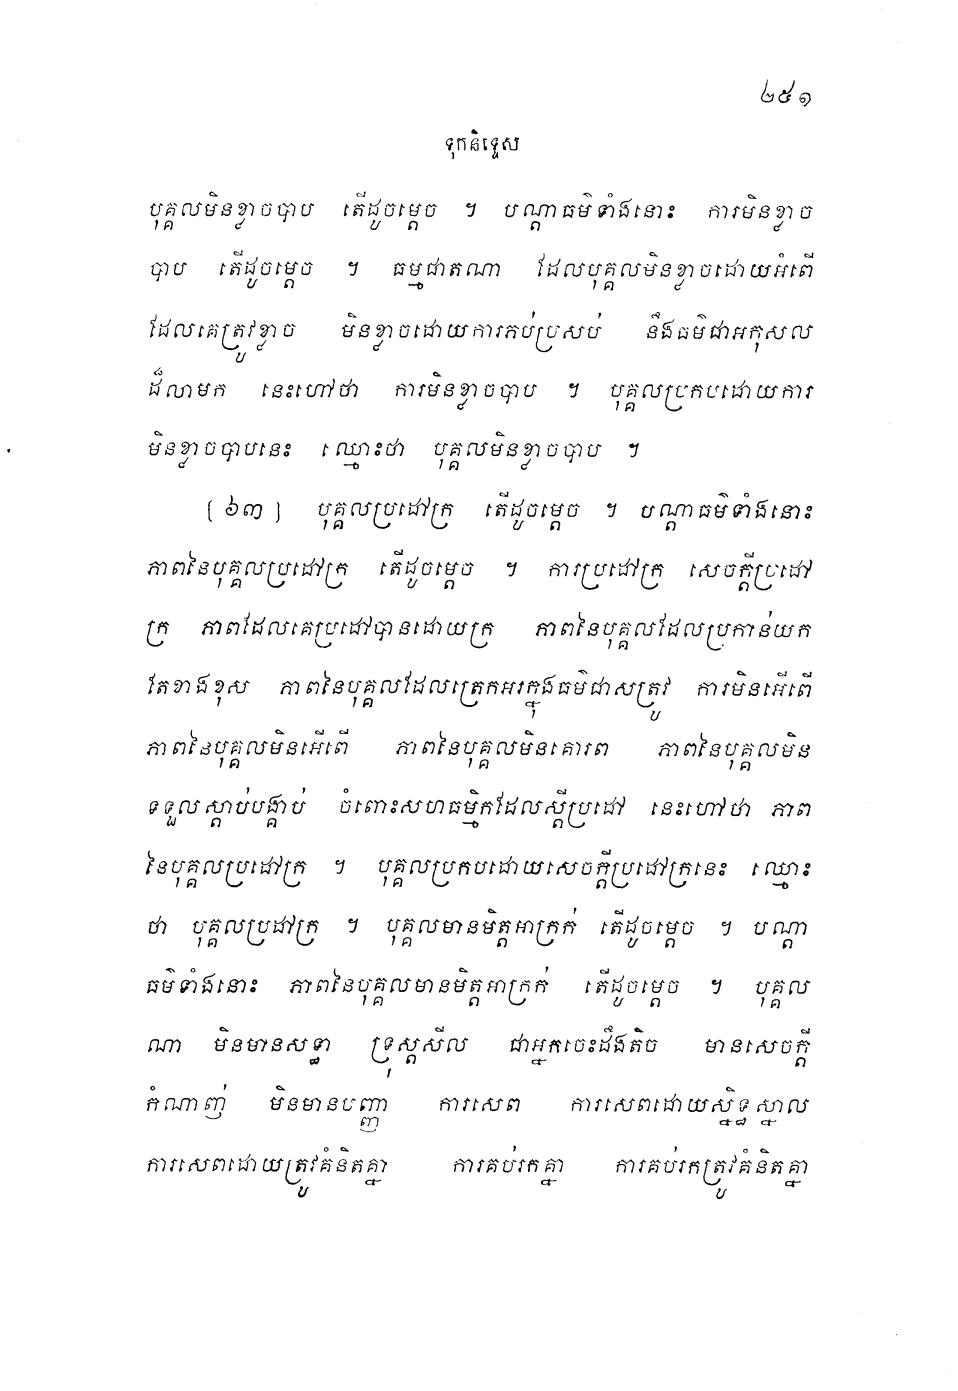 ២៥១
ទុកនិទ្ទេស
បុគ្គលមិនខ្លាចបាប តើដូចម្តេច ។ បណ្តាធម៌ទាំងនោះ ការមិនខ្លាច
បាប តើដូចម្តេច ។ ធម្មជាតណា ដែលបុគ្គលមិនខ្លាចដោយអំពើ
ដែលគេត្រូវខ្លាច មិនខ្លាចដោយការភប់ប្រសប់ នឹងធម៌ជាអកុសល
ដ៏លាមក នេះហៅថា ការមិនខ្លាចបាប ។ បុគ្គលប្រកបដោយការ
មិនខ្លាចបាបនេះ ឈ្មោះថា បុគ្គលមិនខ្លាចបាប ។
[៦៣] បុគ្គលប្រដៅក្រ តើដូចម្តេច ។ បណ្តាធម៌ទាំងនោះ
ភាពនៃបុគ្គលប្រដៅក្រ តើដូចម្តេច ។ ការប្រដៅក្រ សេចក្តីប្រដៅ
ក្រ ភាពដែលគេប្រដៅបានដោយក្រ ភាពនៃបុគ្គលដែលប្រកាន់យក
តែខាងខុស ភាពនៃបុគ្គលដែលត្រេកអរក្នុងធម៌ជាសត្រូវ ការមិនអើពើ
ភាពនៃបុគ្គលមិនអើពើ ភាពនៃបុគ្គលមិនគោរព ភាពនៃបុគ្គលមិន
ទទួលស្តាប់បង្គាប់ ចំពោះសហធម្មិកដែលស្តីប្រដៅ នេះហៅថា ភាព
នៃបុគ្គលប្រដៅក្រ ។ បុគ្គលប្រកបដោយសេចក្តីប្រដៅក្រនេះ ឈ្មោះ
ថា បុគ្គលប្រដៅក្រ ។ បុគ្គលមានមិត្តអាក្រក់ តើដូចម្តេច ។ បណ្តា
ធម៌ទាំងនោះ ភាពនៃបុគ្គលមានមិត្តអាក្រក់ តើដូចម្តេច ។ បុគ្គល
ណា មិនមានសទ្ធា ទ្រុស្តសីល ជាអ្នកចេះដឹងតិច មានសេចក្តី
កំណាញ់ មិនមានបញ្ញា ការសេព ការសេពដោយស្និទ្ធស្នាល
ការសេពដោយត្រូវគំនិតគ្នា ការគប់រកគ្នា ការគប់រកត្រូវគំនិតគ្នា